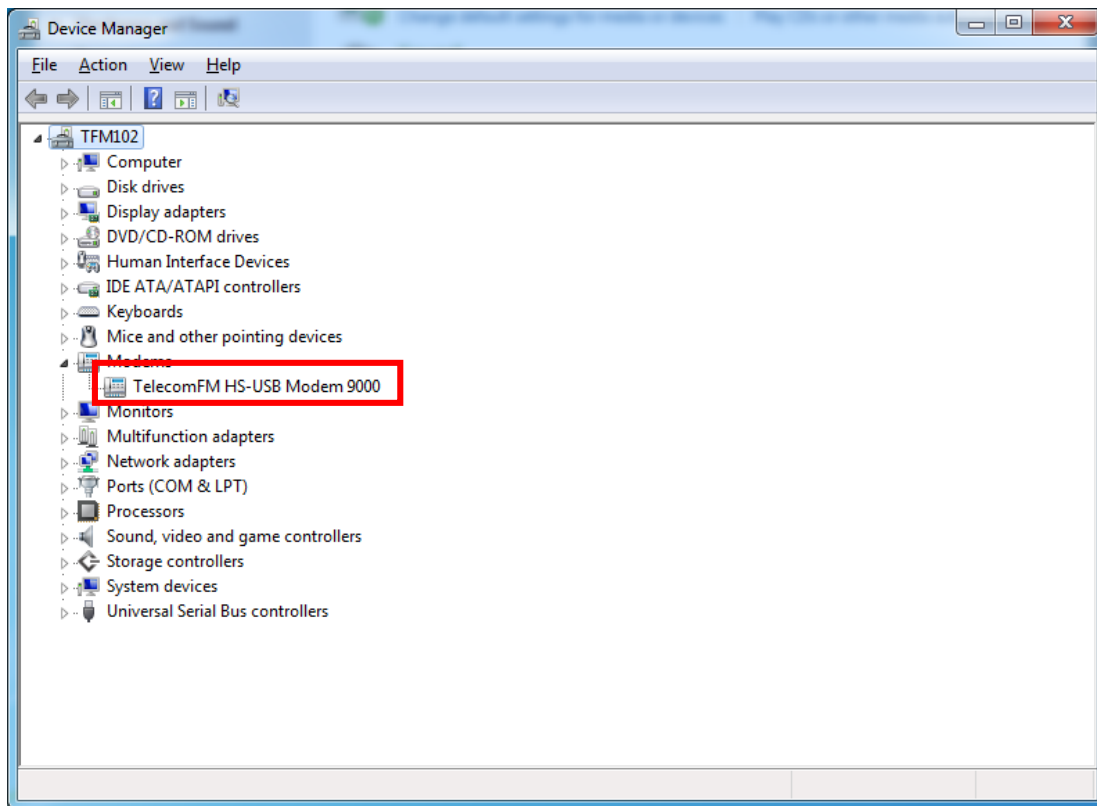 Device Manager
File Action View Help
TFM102
Computer
Disk drives
Display adapters
DVD/CD-ROM drives
Human Interface Devices
IDE ATA/ATAPI controllers
Keyboards
Mice and other pointing devices
Modems
TelecomFM HS-USB Modem 9000
Monitors
Multifunction adapters
Network adapters
Ports (COM & LPT)
Processors
Sound, video and game controllers
Storage controllers
System devices
Universal Serial Bus controllers